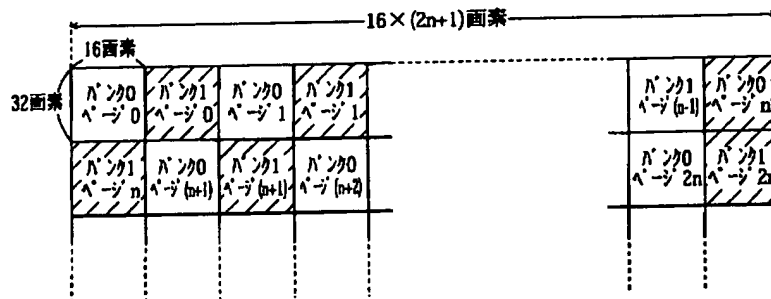 16×(2n+1)画素
16画素
32画素
バンク0 ページ0
バンク1 ページ0
バンク0 ページ1
バンク1 ページ1
バンク1 ページ(n-1)
バンク0 ページn
バンク1 ページn
バンク0 ページ(n+1)
バンク1 ページ(n+1)
バンク0 ページ(n+2)
バンク0 ページ2n
バンク1 ページ2n